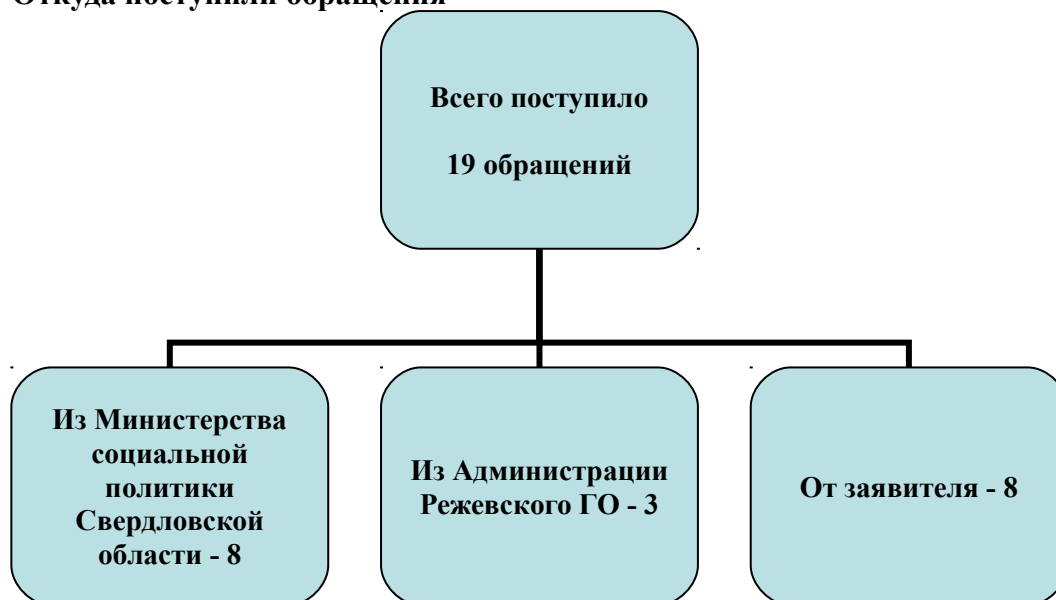 Откуда поступили обращения
Всего поступило
19 обращений
Из Министерства
социальной
политики
Свердловской
области - 8
Из Администрации
Режевского ГО - 3
От заявителя - 8